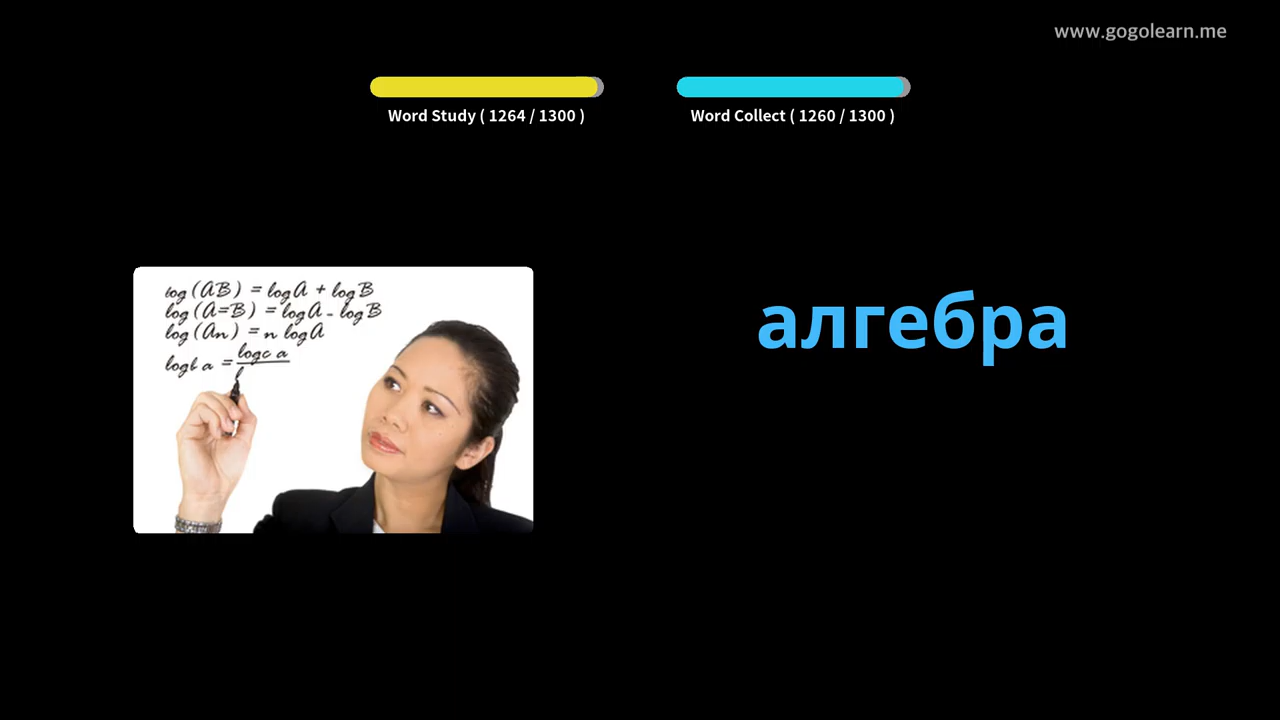 www.gogolearn.me
Word Study ( 1264 / 1300 )
Word Collect ( 1260 / 1300 )
log (AB) = log A + log B
log (A=B) = log A - log B
log (An) = n log A
logb a = logc a
алгебра